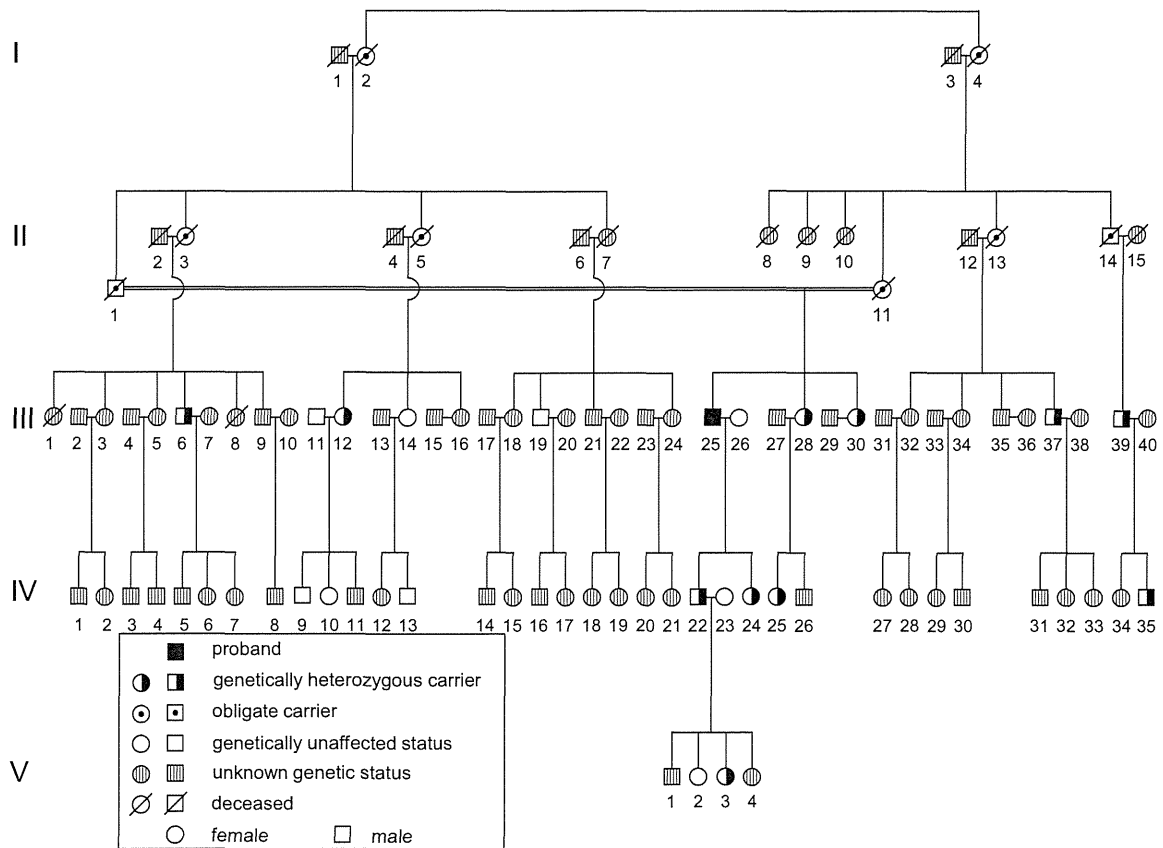 I
1 2 3 4
II
2 3 4 5 6 7 8 9 10 12 13 14 15
1 11
III
1 2 3 4 5 6 7 8 9 10 11 12 13 14 15 16 17 18 19 20 21 22 23 24 25 26 27 28 29 30 31 32 33 34 35 36 37 38 39 40
IV
1 2 3 4 5 6 7 8 9 10 11 12 13 14 15 16 17 18 19 20 21 22 23 24 25 26 27 28 29 30 31 32 33 34 35
proband
genetically heterozygous carrier
obligate carrier
genetically unaffected status
unknown genetic status
deceased
female male
V
1 2 3 4